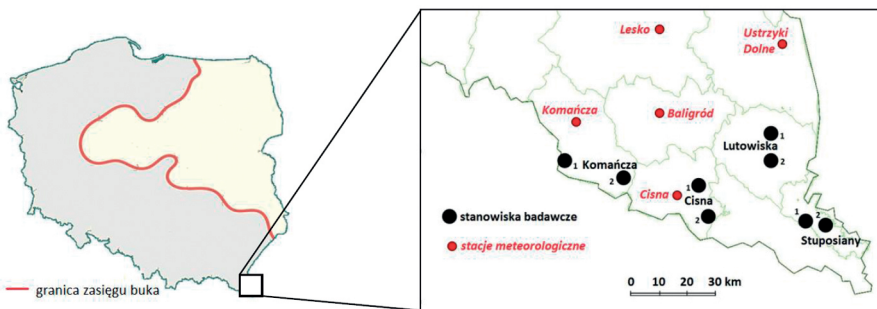 granica zasięgu buka
Lesko
Ustrzyki
Dolne
Komańcza
Baligród
Lutowiska
1
2
1
Komańcza
2
Cisna
1
Cisna
2
1
2
Stuposiany
stanowiska badawcze
stacje meteorologiczne
0 10 20 30 km